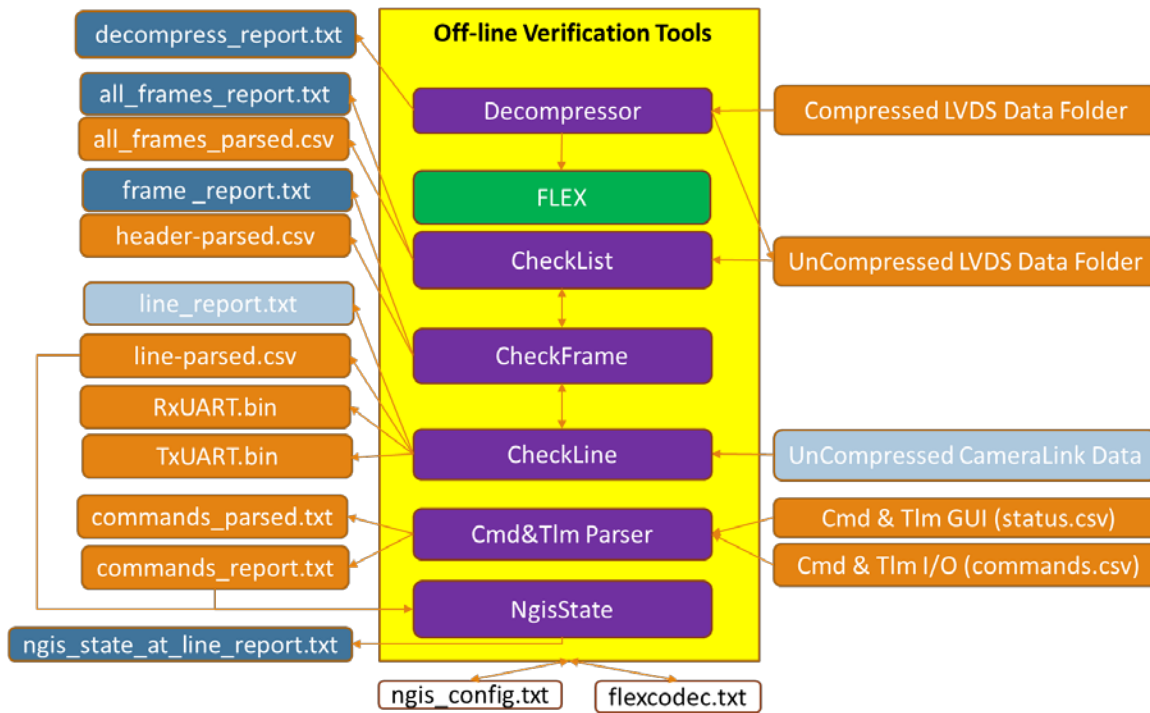 Off-line Verification Tools
decompress_report.txt
all_frames_report.txt
all_frames_parsed.csv
frame _report.txt
header-parsed.csv
line_report.txt
line-parsed.csv
RxUART.bin
TxUART.bin
commands_parsed.txt
commands_report.txt
ngis_state_at_line_report.txt
Decompressor
FLEX
CheckList
CheckFrame
CheckLine
Cmd&Tlm Parser
NgisState
Compressed LVDS Data Folder
UnCompressed LVDS Data Folder
UnCompressed CameraLink Data
Cmd & Tlm GUI (status.csv)
Cmd & Tlm I/O (commands.csv)
ngis_config.txt
flexcodec.txt